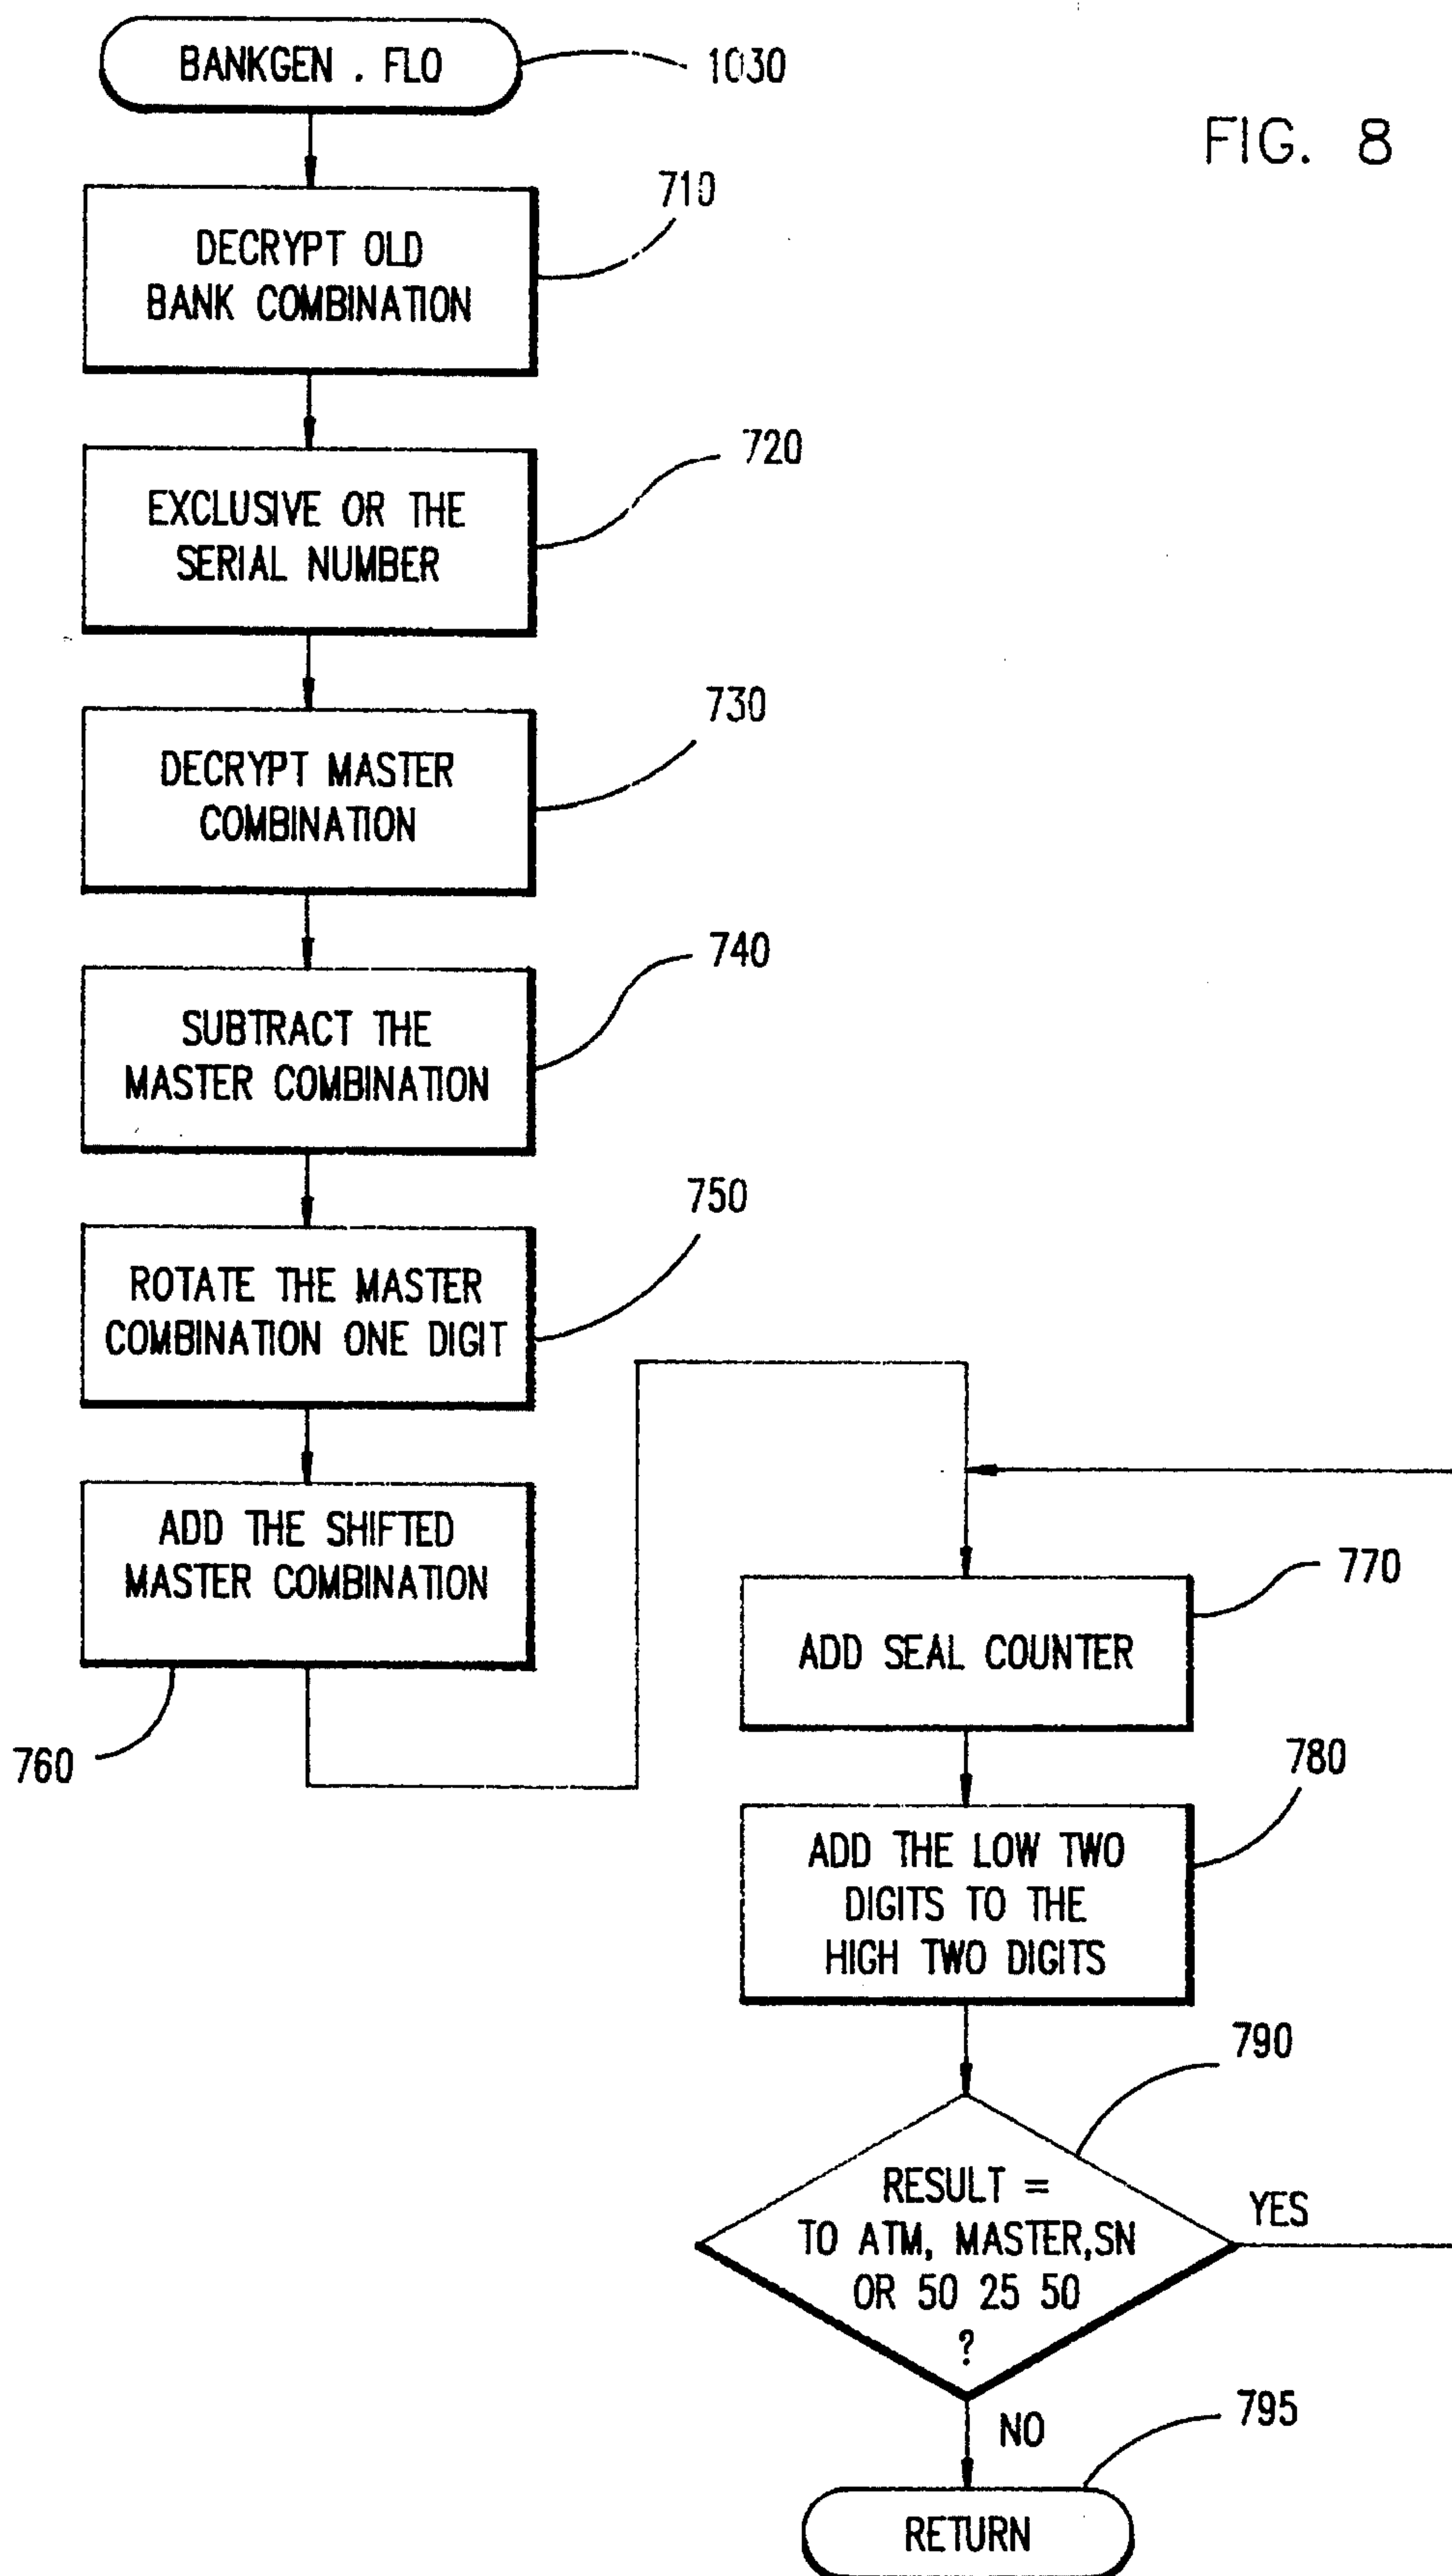 BANKGEN . FLO
1030
FIG. 8
710
DECRYPT OLD
BANK COMBINATION
720
EXCLUSIVE OR THE
SERIAL NUMBER
730
DECRYPT MASTER
COMBINATION
740
SUBTRACT THE
MASTER COMBINATION
750
ROTATE THE MASTER
COMBINATION ONE DIGIT
ADD THE SHIFTED
MASTER COMBINATION
760
770
ADD SEAL COUNTER
780
ADD THE LOW TWO
DIGITS TO THE
HIGH TWO DIGITS
790
RESULT =
TO ATM, MASTER,SN
OR 50 25 50
?
YES
NO
795
RETURN